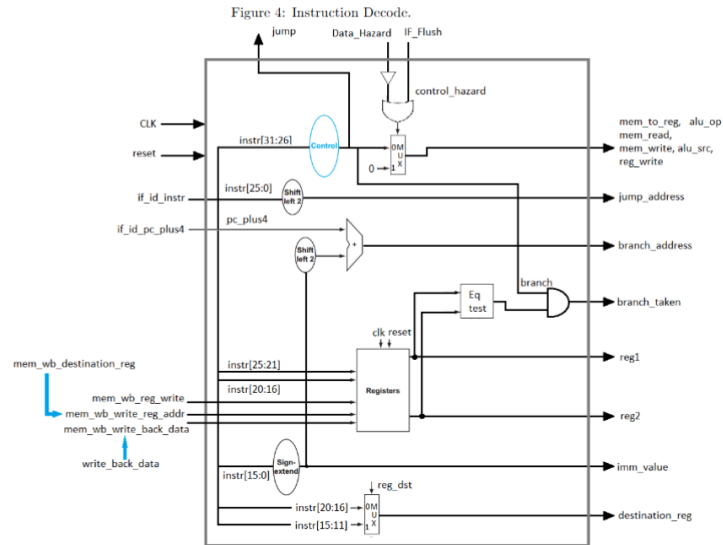 Figure 4: Instruction Decode.
jump
Data_Hazard
IF_Flush
control_hazard
CLK
reset
instr[31:26]
Control
0
M
U
X
1
0
mem_to_reg, alu_op
mem_read,
mem_write, alu_src,
reg_write
if_id_instr
instr[25:0]
Shift
left 2
jump_address
if_id_pc_plus4
pc_plus4
Shift
left 2
+
branch_address
Eq
test
branch
branch_taken
clk reset
mem_wb_destination_reg
instr[25:21]
Registers
reg1
instr[20:16]
mem_wb_reg_write
mem_wb_write_reg_addr
mem_wb_write_back_data
reg2
write_back_data
instr[15:0]
Sign-
extend
imm_value
reg_dst
instr[20:16]
0
M
U
X
1
instr[15:11]
destination_reg